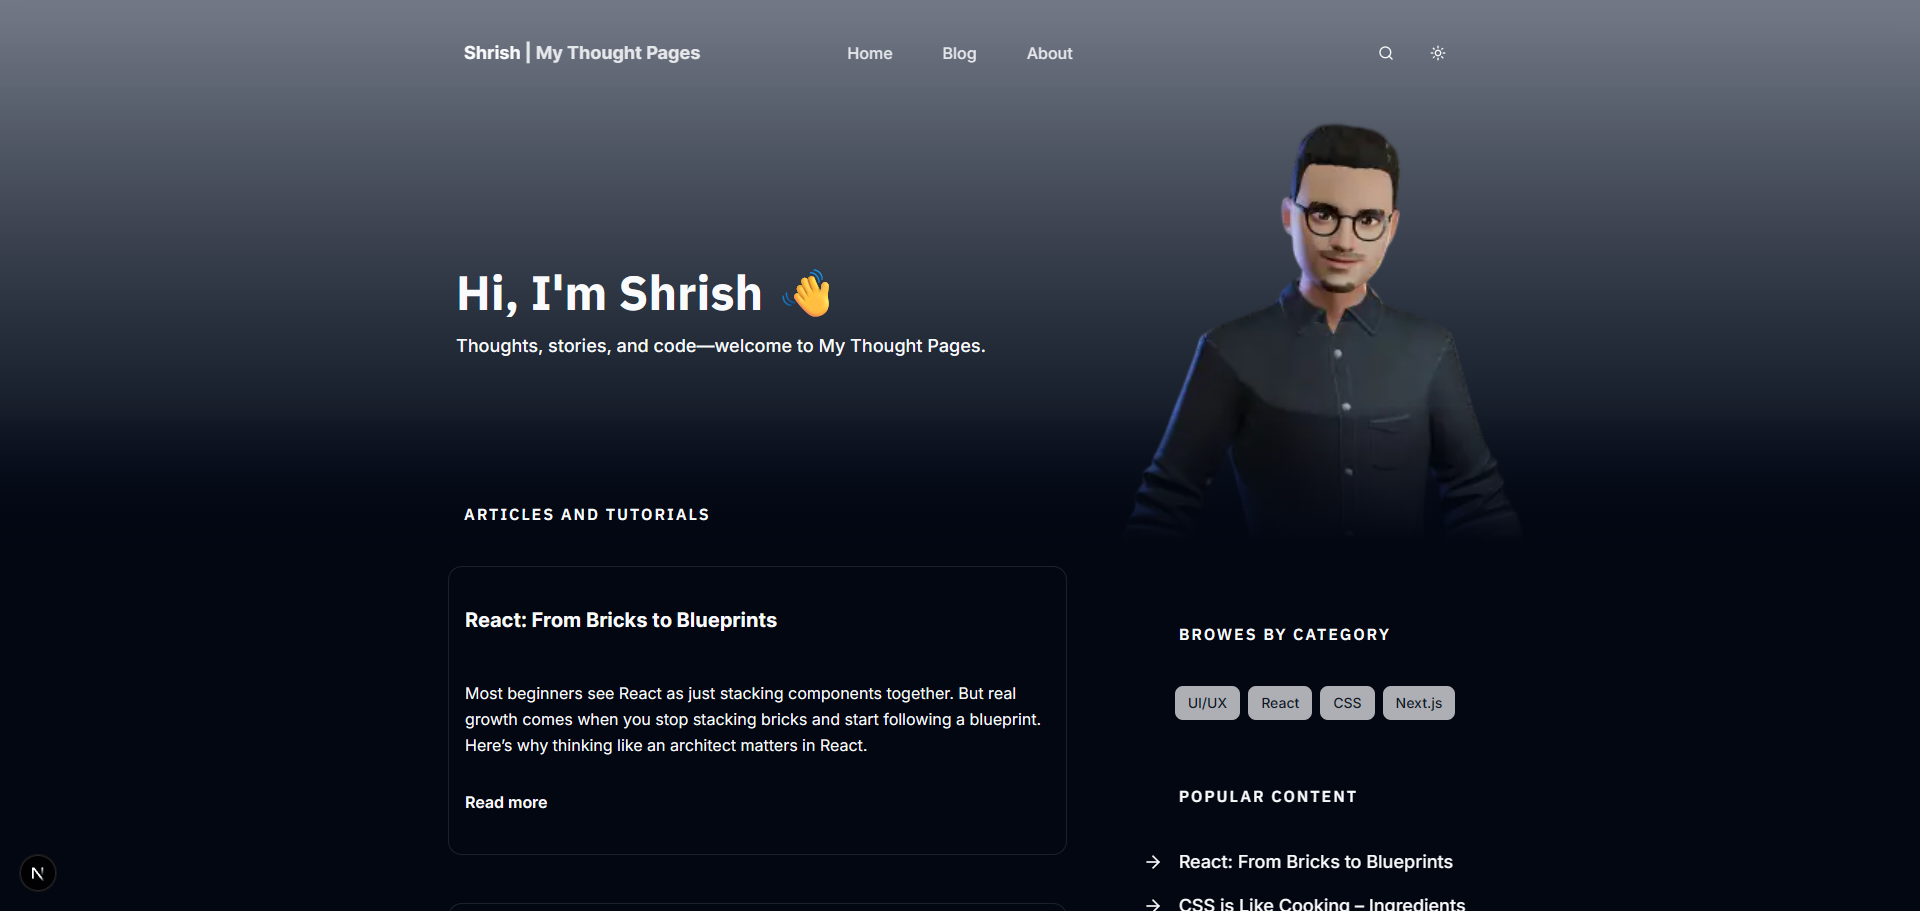 Shrish | My Thought Pages
Home
Blog
About
Hi, I'm Shrish 👋
Thoughts, stories, and code—welcome to My Thought Pages.
ARTICLES AND TUTORIALS
React: From Bricks to Blueprints
Most beginners see React as just stacking components together. But real
growth comes when you stop stacking bricks and start following a blueprint.
Here’s why thinking like an architect matters in React.
Read more
BROWES BY CATEGORY
UI/UX
React
CSS
Next.js
POPULAR CONTENT
→ React: From Bricks to Blueprints
→ CSS is Like Cooking – Ingredients
N